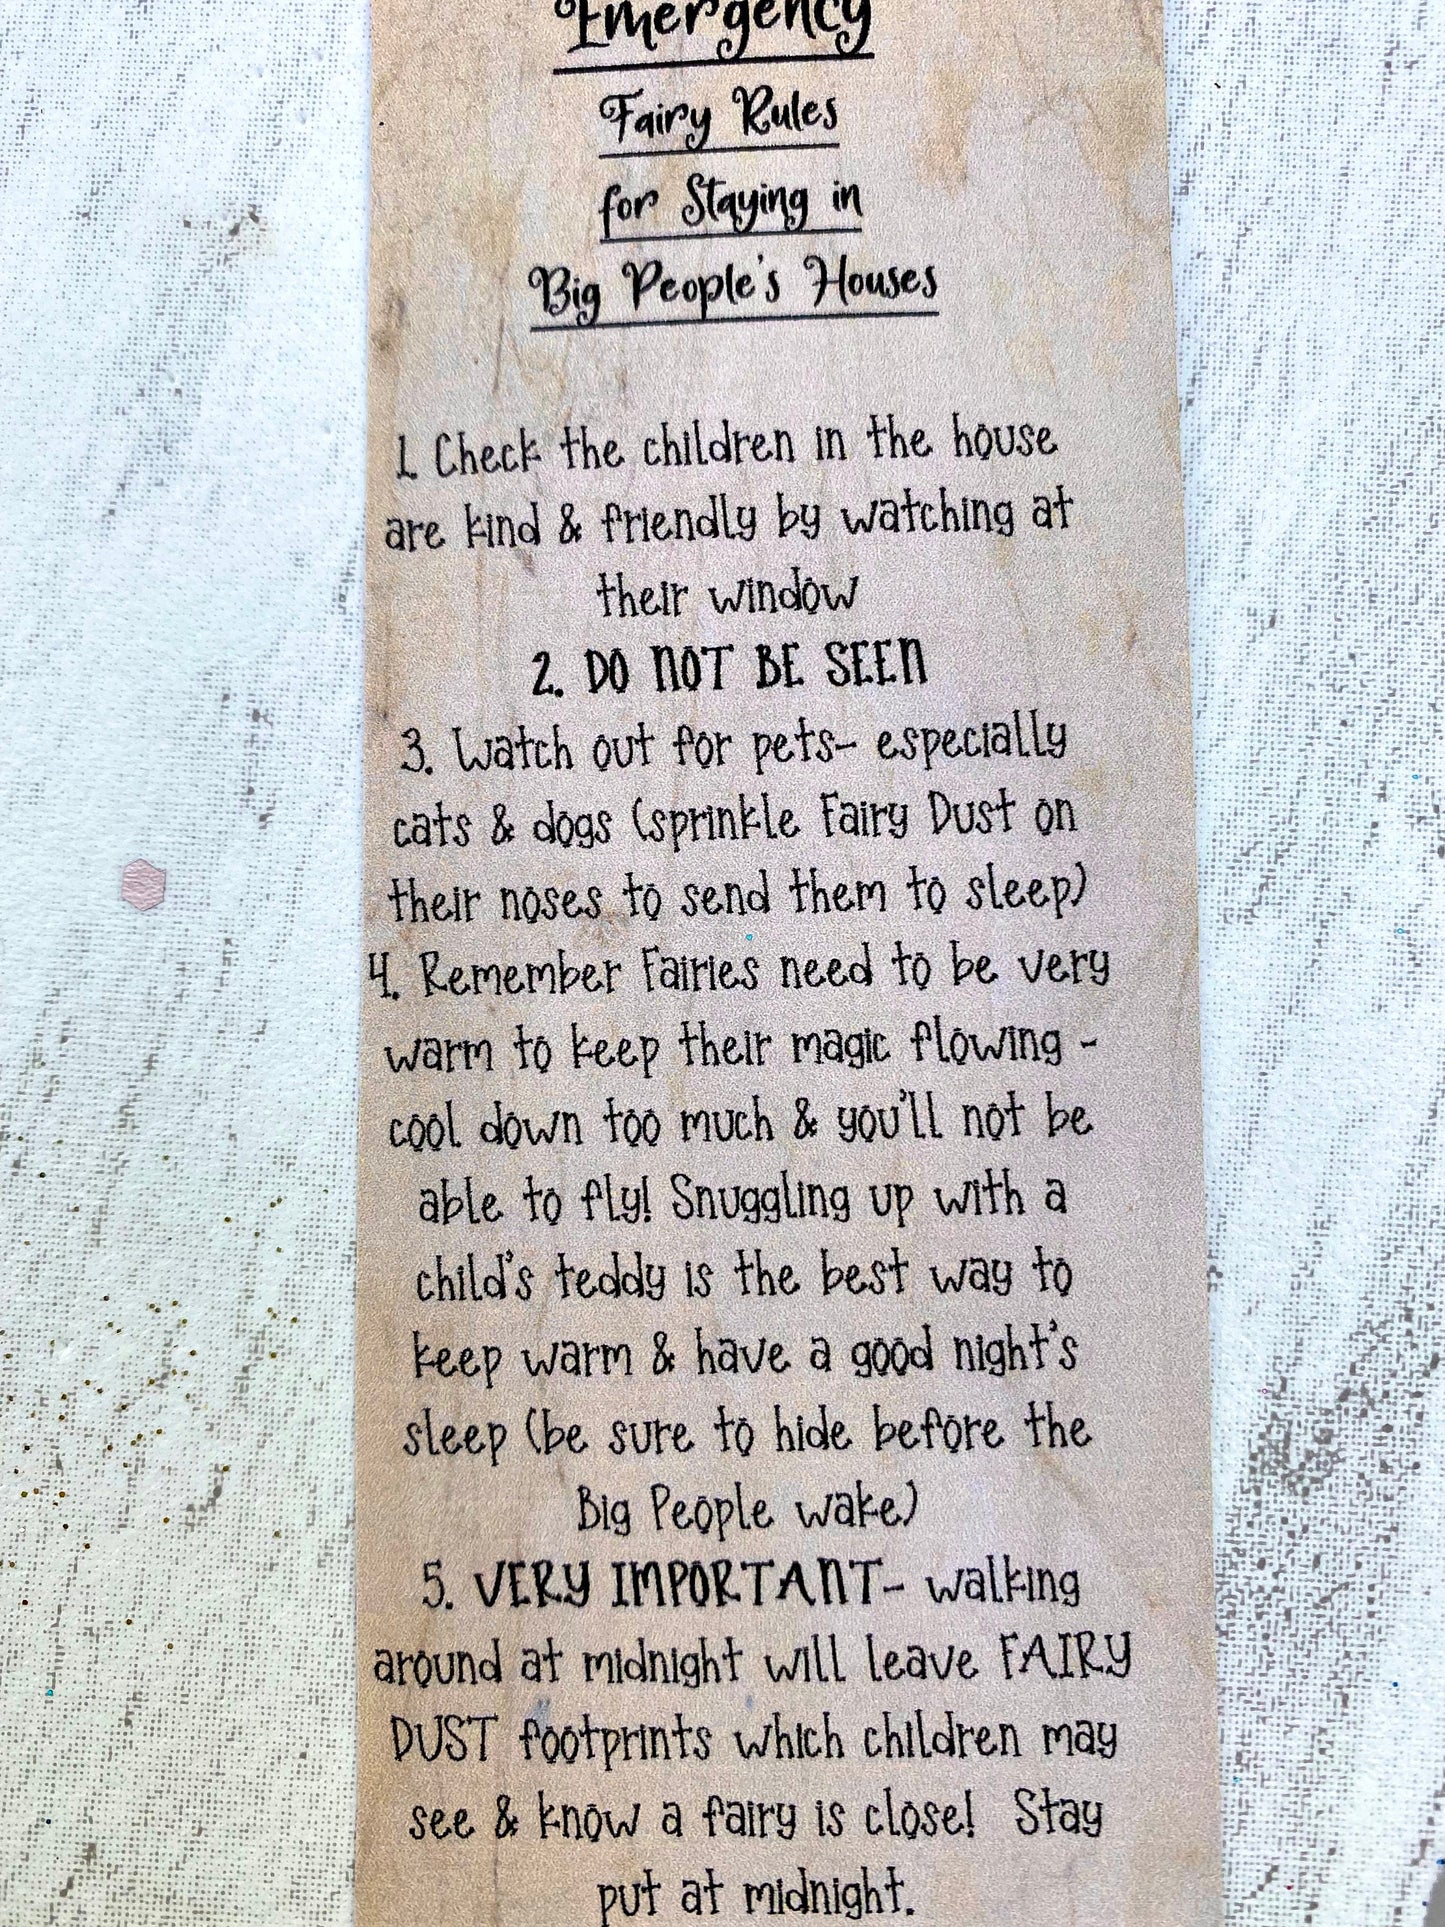 Emergency
Fairy Rules
for Staying in
Big People's Houses
1. Check the children in the house
are kind & friendly by watching at
their window
2. DO NOT BE SEEN
3. Watch out for pets- especially
cats & dogs (sprinkle Fairy Dust on
their noses to send them to sleep)
4. Remember Fairies need to be very
warm to keep their magic flowing -
cool down too much & you'll not be
able to fly! Snuggling up with a
child's teddy is the best way to
keep warm & have a good night's
sleep (be sure to hide before the
Big People wake)
5. VERY IMPORTANT- walking
around at midnight will leave FAIRY
DUST footprints which children may
see & know a fairy is close! Stay
put at midnight.